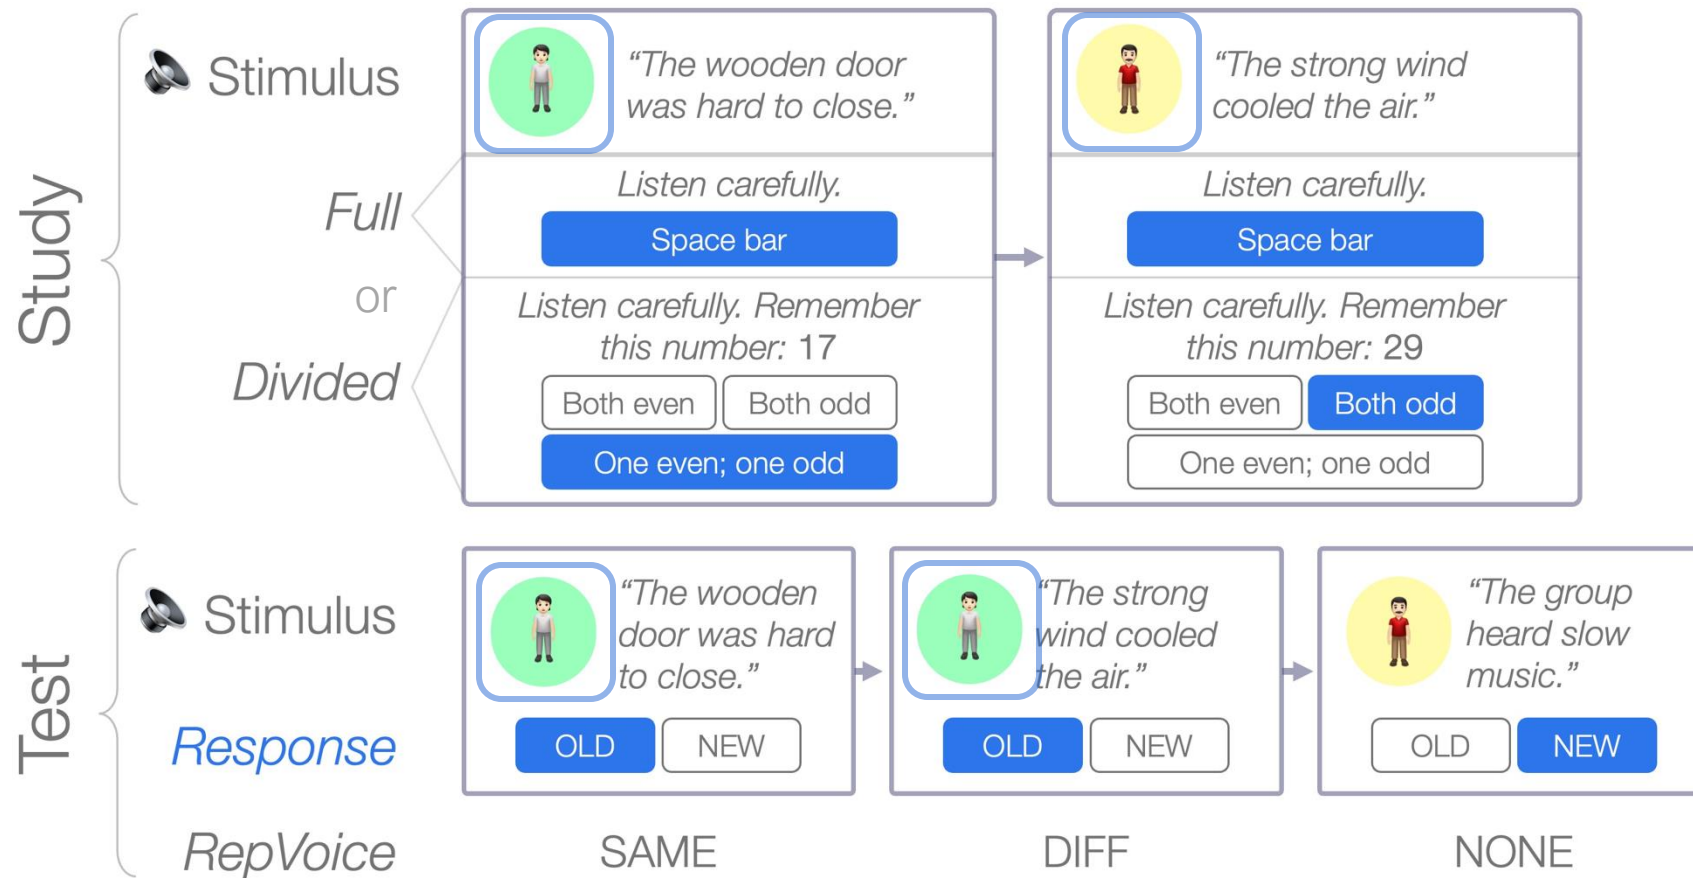 Study
Stimulus
“The wooden door
was hard to close.”
“The strong wind
cooled the air.”
Full
Listen carefully.
Space bar
Listen carefully.
Space bar
or
Divided
Listen carefully. Remember
this number: 17
Both even
Both odd
One even; one odd
Listen carefully. Remember
this number: 29
Both even
Both odd
One even; one odd
Test
Stimulus
“The wooden
door was hard
to close.”
“The strong
wind cooled
the air.”
“The group
heard slow
music.”
Response
OLD
NEW
OLD
NEW
OLD
NEW
RepVoice
SAME
DIFF
NONE